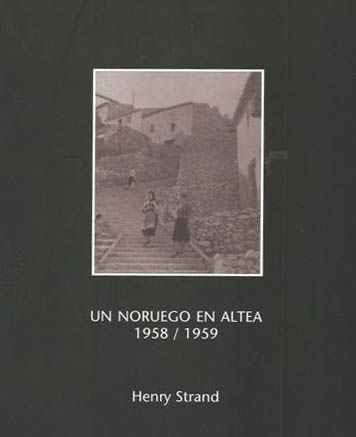 UN NORUEGO EN ALTEA
1958 / 1959
Henry Strand